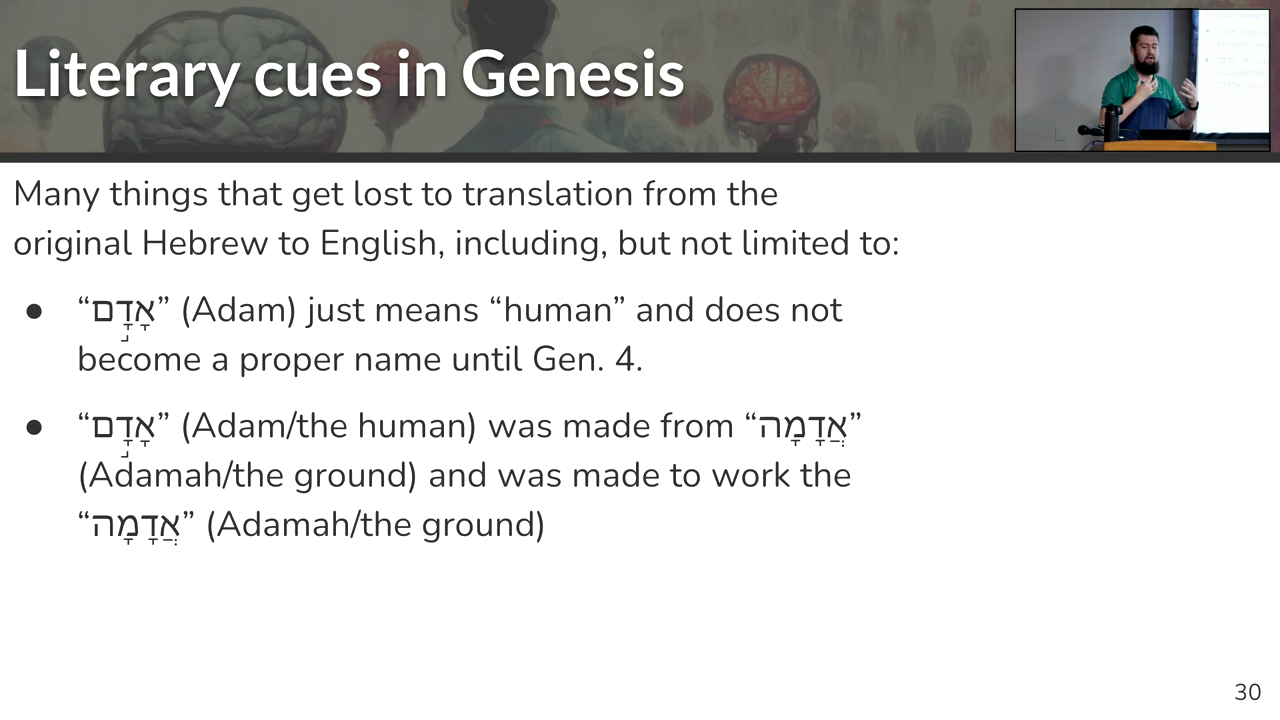 Literary cues in Genesis
Many things that get lost to translation from the
original Hebrew to English, including, but not limited to:
● “אָדָ֛ם” (Adam) just means “human” and does not
become a proper name until Gen. 4.
● “אָדָ֛ם” (Adam/the human) was made from “אֲדָמָה”
(Adamah/the ground) and was made to work the
“אֲדָמָה” (Adamah/the ground)
30